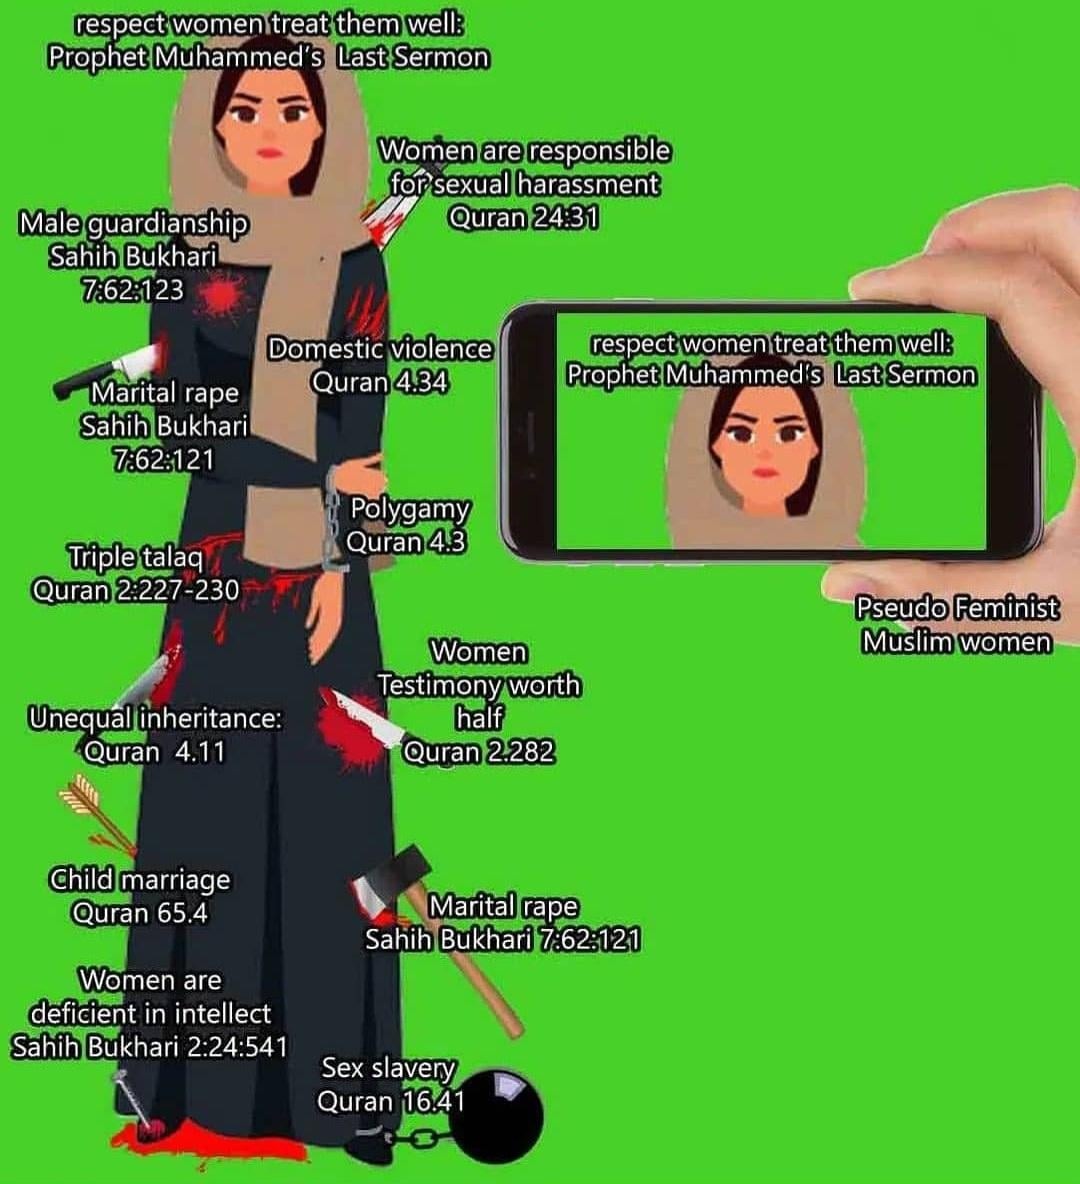 respect women treat them well:
Prophet Muhammed's Last Sermon
Women are responsible
for sexual harassment
Quran 24:31
Male guardianship
Sahih Bukhari
7:62:123
Domestic violence
Quran 4.34
Marital rape
Sahih Bukhari
7:62:121
respect women treat them well:
Prophet Muhammed's Last Sermon
Polygamy
Quran 4.3
Triple talaq
Quran 2:227-230
Pseudo Feminist
Muslim women
Women
Testimony worth
half
Quran 2.282
Unequal inheritance:
Quran 4.11
Child marriage
Quran 65.4
Marital rape
Sahih Bukhari 7:62:121
Women are
deficient in intellect
Sahih Bukhari 2:24:541
Sex slavery
Quran 16.41